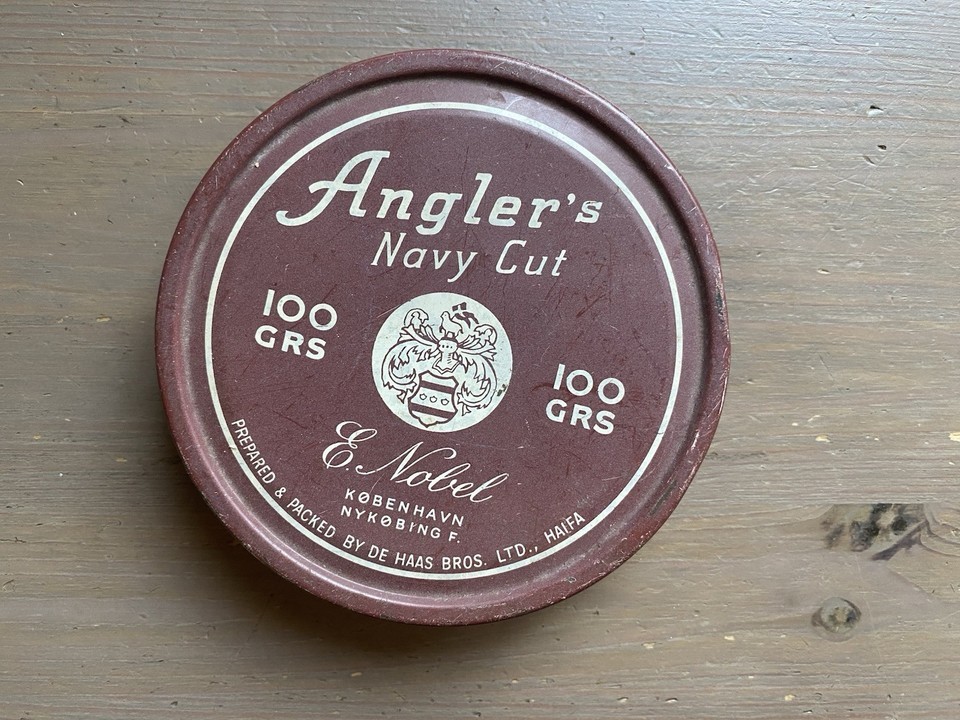 Angler's
Navy Cut
100
GRS
100
GRS
E. Nobel
KØBENHAVN
NYKØBING F.
PREPARED & PACKED BY DE HAAS BROS. LTD., HAIFA